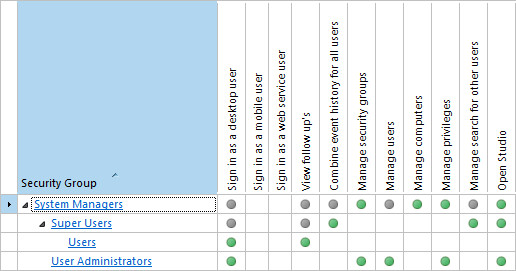 Security Group
Sign in as a desktop user
Sign in as a mobile user
Sign in as a web service user
View follow up's
Combine event history for all users
Manage security groups
Manage users
Manage computers
Manage privileges
Manage search for other users
Open Studio
System Managers
Super Users
Users
User Administrators